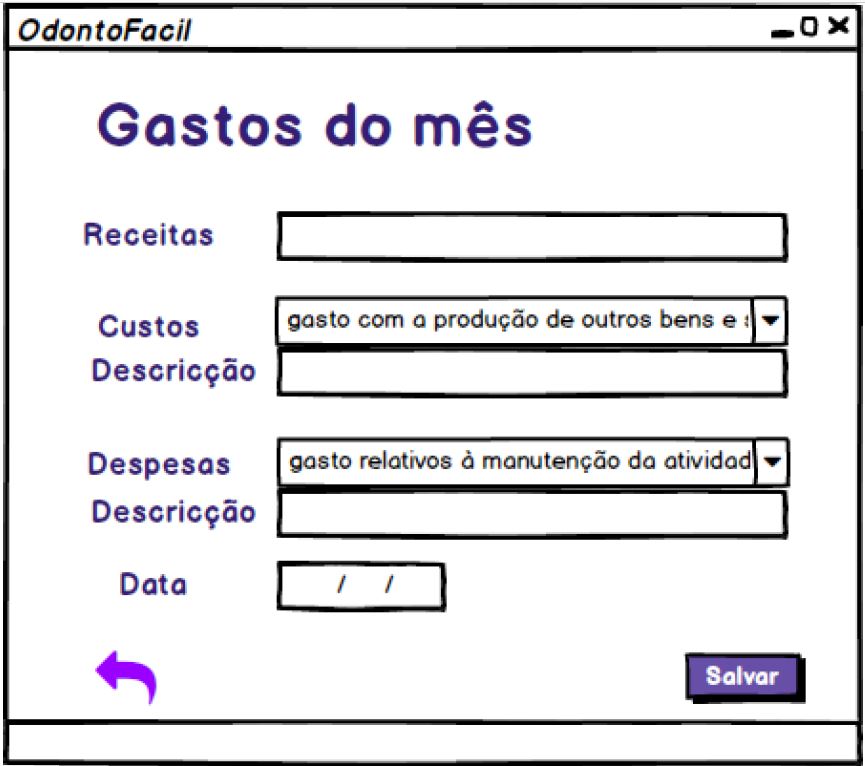 OdontoFacil
Gastos do mês
Receitas
Custos gasto com a produção de outros bens e
Descricção
Despesas gasto relativos à manutenção da atividad
Descricção
Data / /
Salvar